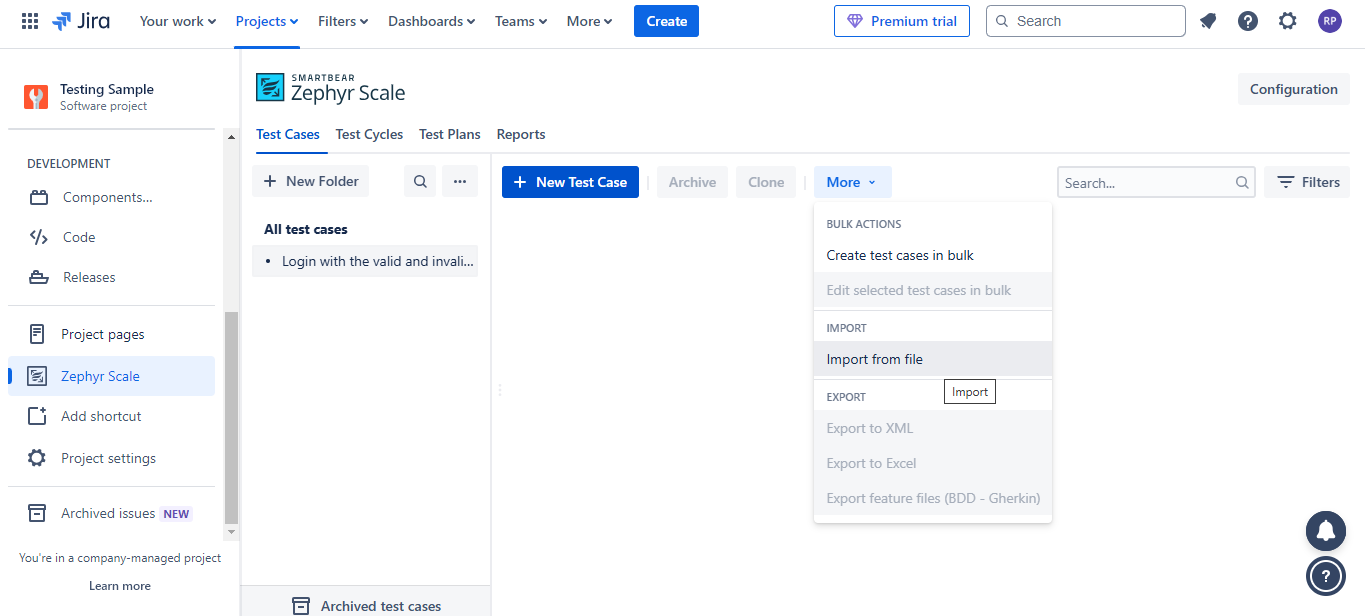 Jira
Your work
Projects
Filters
Dashboards
Teams
More
Create
Premium trial
Search
RP
Testing Sample
Software project
DEVELOPMENT
Components...
Code
Releases
Project pages
Zephyr Scale
Add shortcut
Project settings
Archived issues NEW
You're in a company-managed project
Learn more
SMARTBEAR
Zephyr Scale
Configuration
Test Cases
Test Cycles
Test Plans
Reports
+ New Folder
...
All test cases
• Login with the valid and invali...
Archived test cases
+ New Test Case
Archive
Clone
More
Search...
Filters
BULK ACTIONS
Create test cases in bulk
Edit selected test cases in bulk
IMPORT
Import from file
Import
EXPORT
Export to XML
Export to Excel
Export feature files (BDD - Gherkin)
?